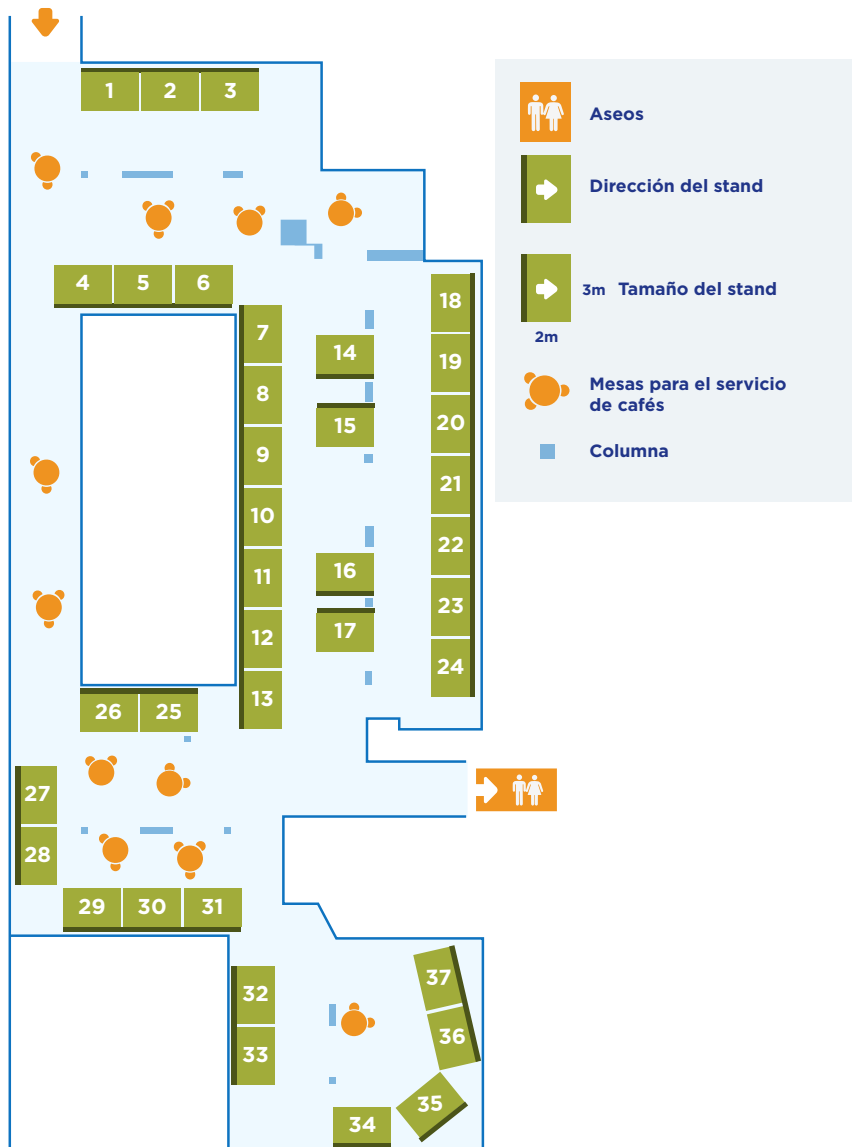 1 2 3
4 5 6
7
8
9
10
11
12
13
14
15
16
17
18
19
20
21
22
23
24
26 25
27
28
29 30 31
32
33
37
36
35
34
Aseos
Dirección del stand
3m Tamaño del stand
2m
Mesas para el servicio
de cafés
Columna